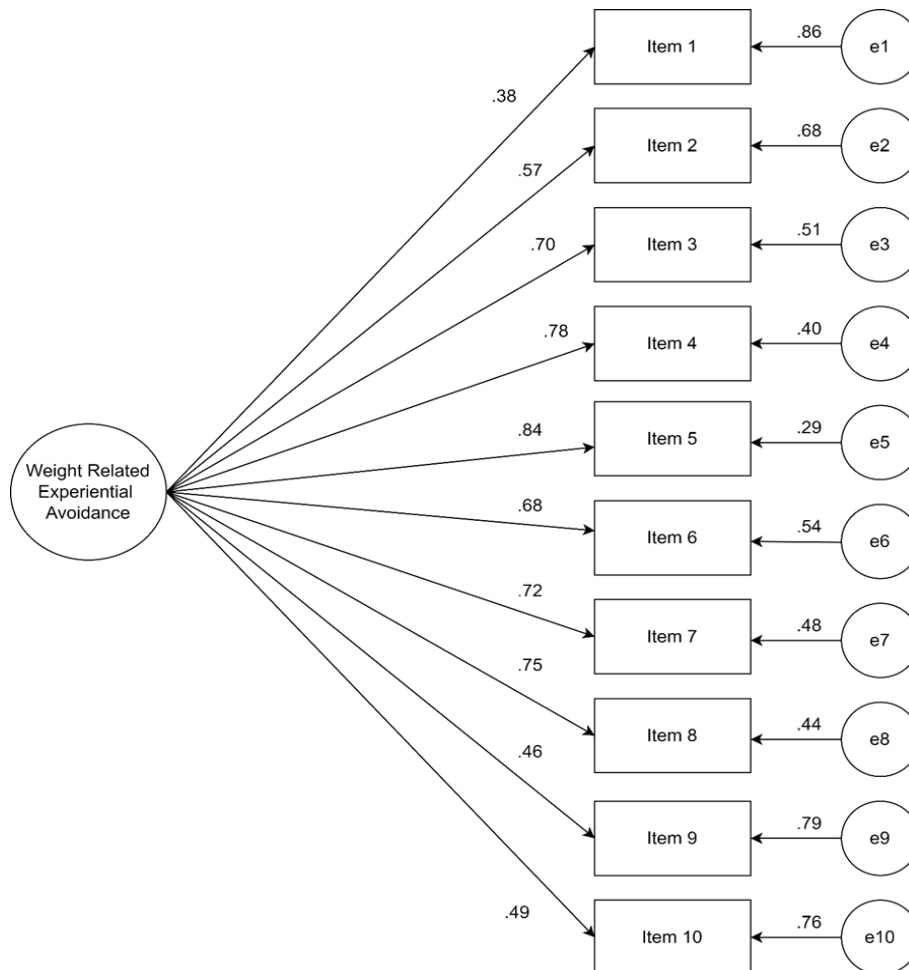 Item 1
.86
e1
.38
Item 2
.68
e2
.57
Item 3
.51
e3
.70
Item 4
.40
e4
.78
Item 5
.29
e5
.84
Weight Related
Experiential
Avoidance
Item 6
.54
e6
.68
Item 7
.48
e7
.72
Item 8
.44
e8
.75
Item 9
.79
e9
.46
Item 10
.76
e10
.49